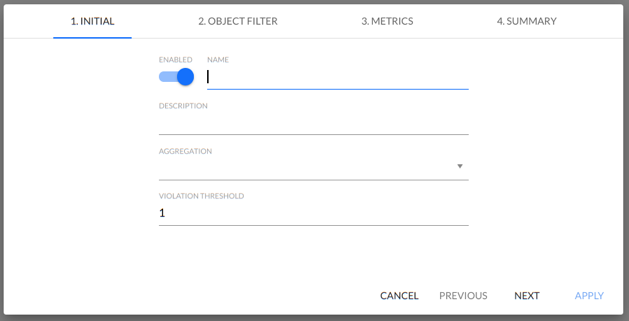 1. INITIAL 2. OBJECT FILTER 3. METRICS 4. SUMMARY
ENABLED NAME
DESCRIPTION
AGGREGATION
VIOLATION THRESHOLD
1
CANCEL PREVIOUS NEXT APPLY